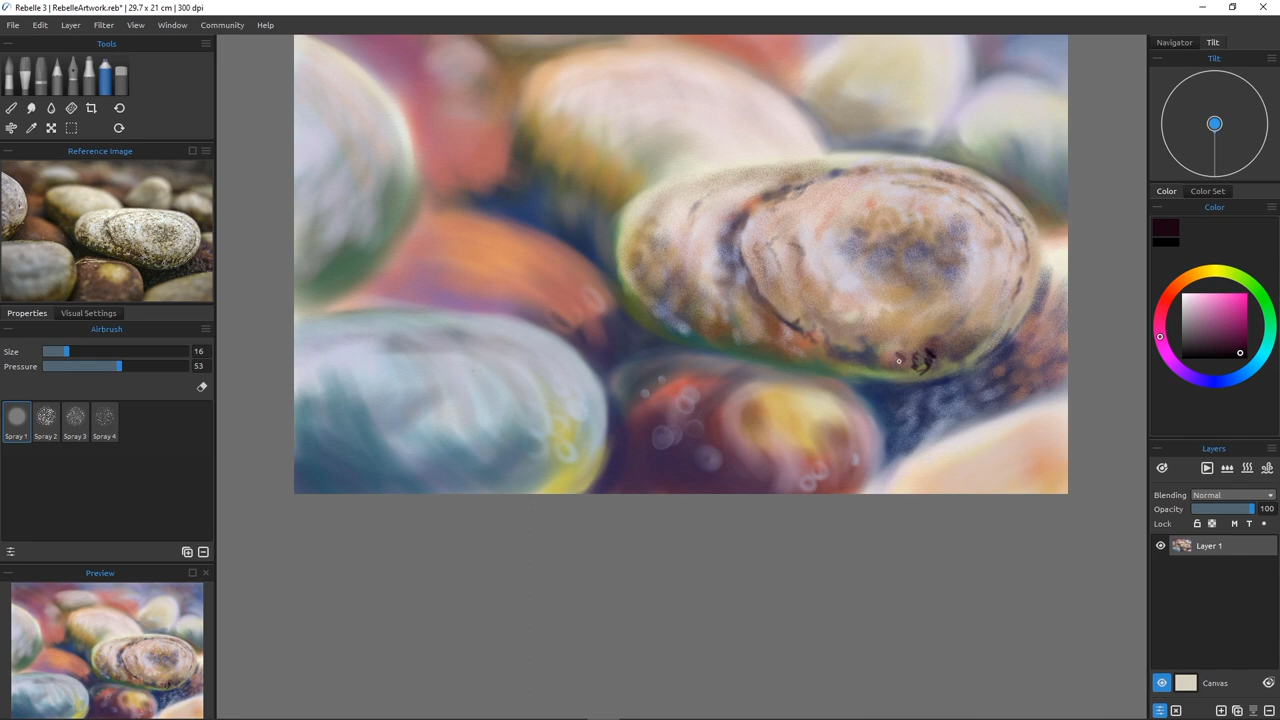 Rebelle 3 | RebelleArtwork.reb* | 29.7 x 21 cm | 300 dpi
File Edit Layer Filter View Window Community Help
Tools
Reference Image
Properties Visual Settings
Airbrush
Size 16
Pressure 53
Spray 1 Spray 2 Spray 3 Spray 4
Preview
Navigator Tilt
Tilt
Color Color Set
Color
Layers
Blending Normal
Opacity 100
Lock M T
Layer 1
Canvas